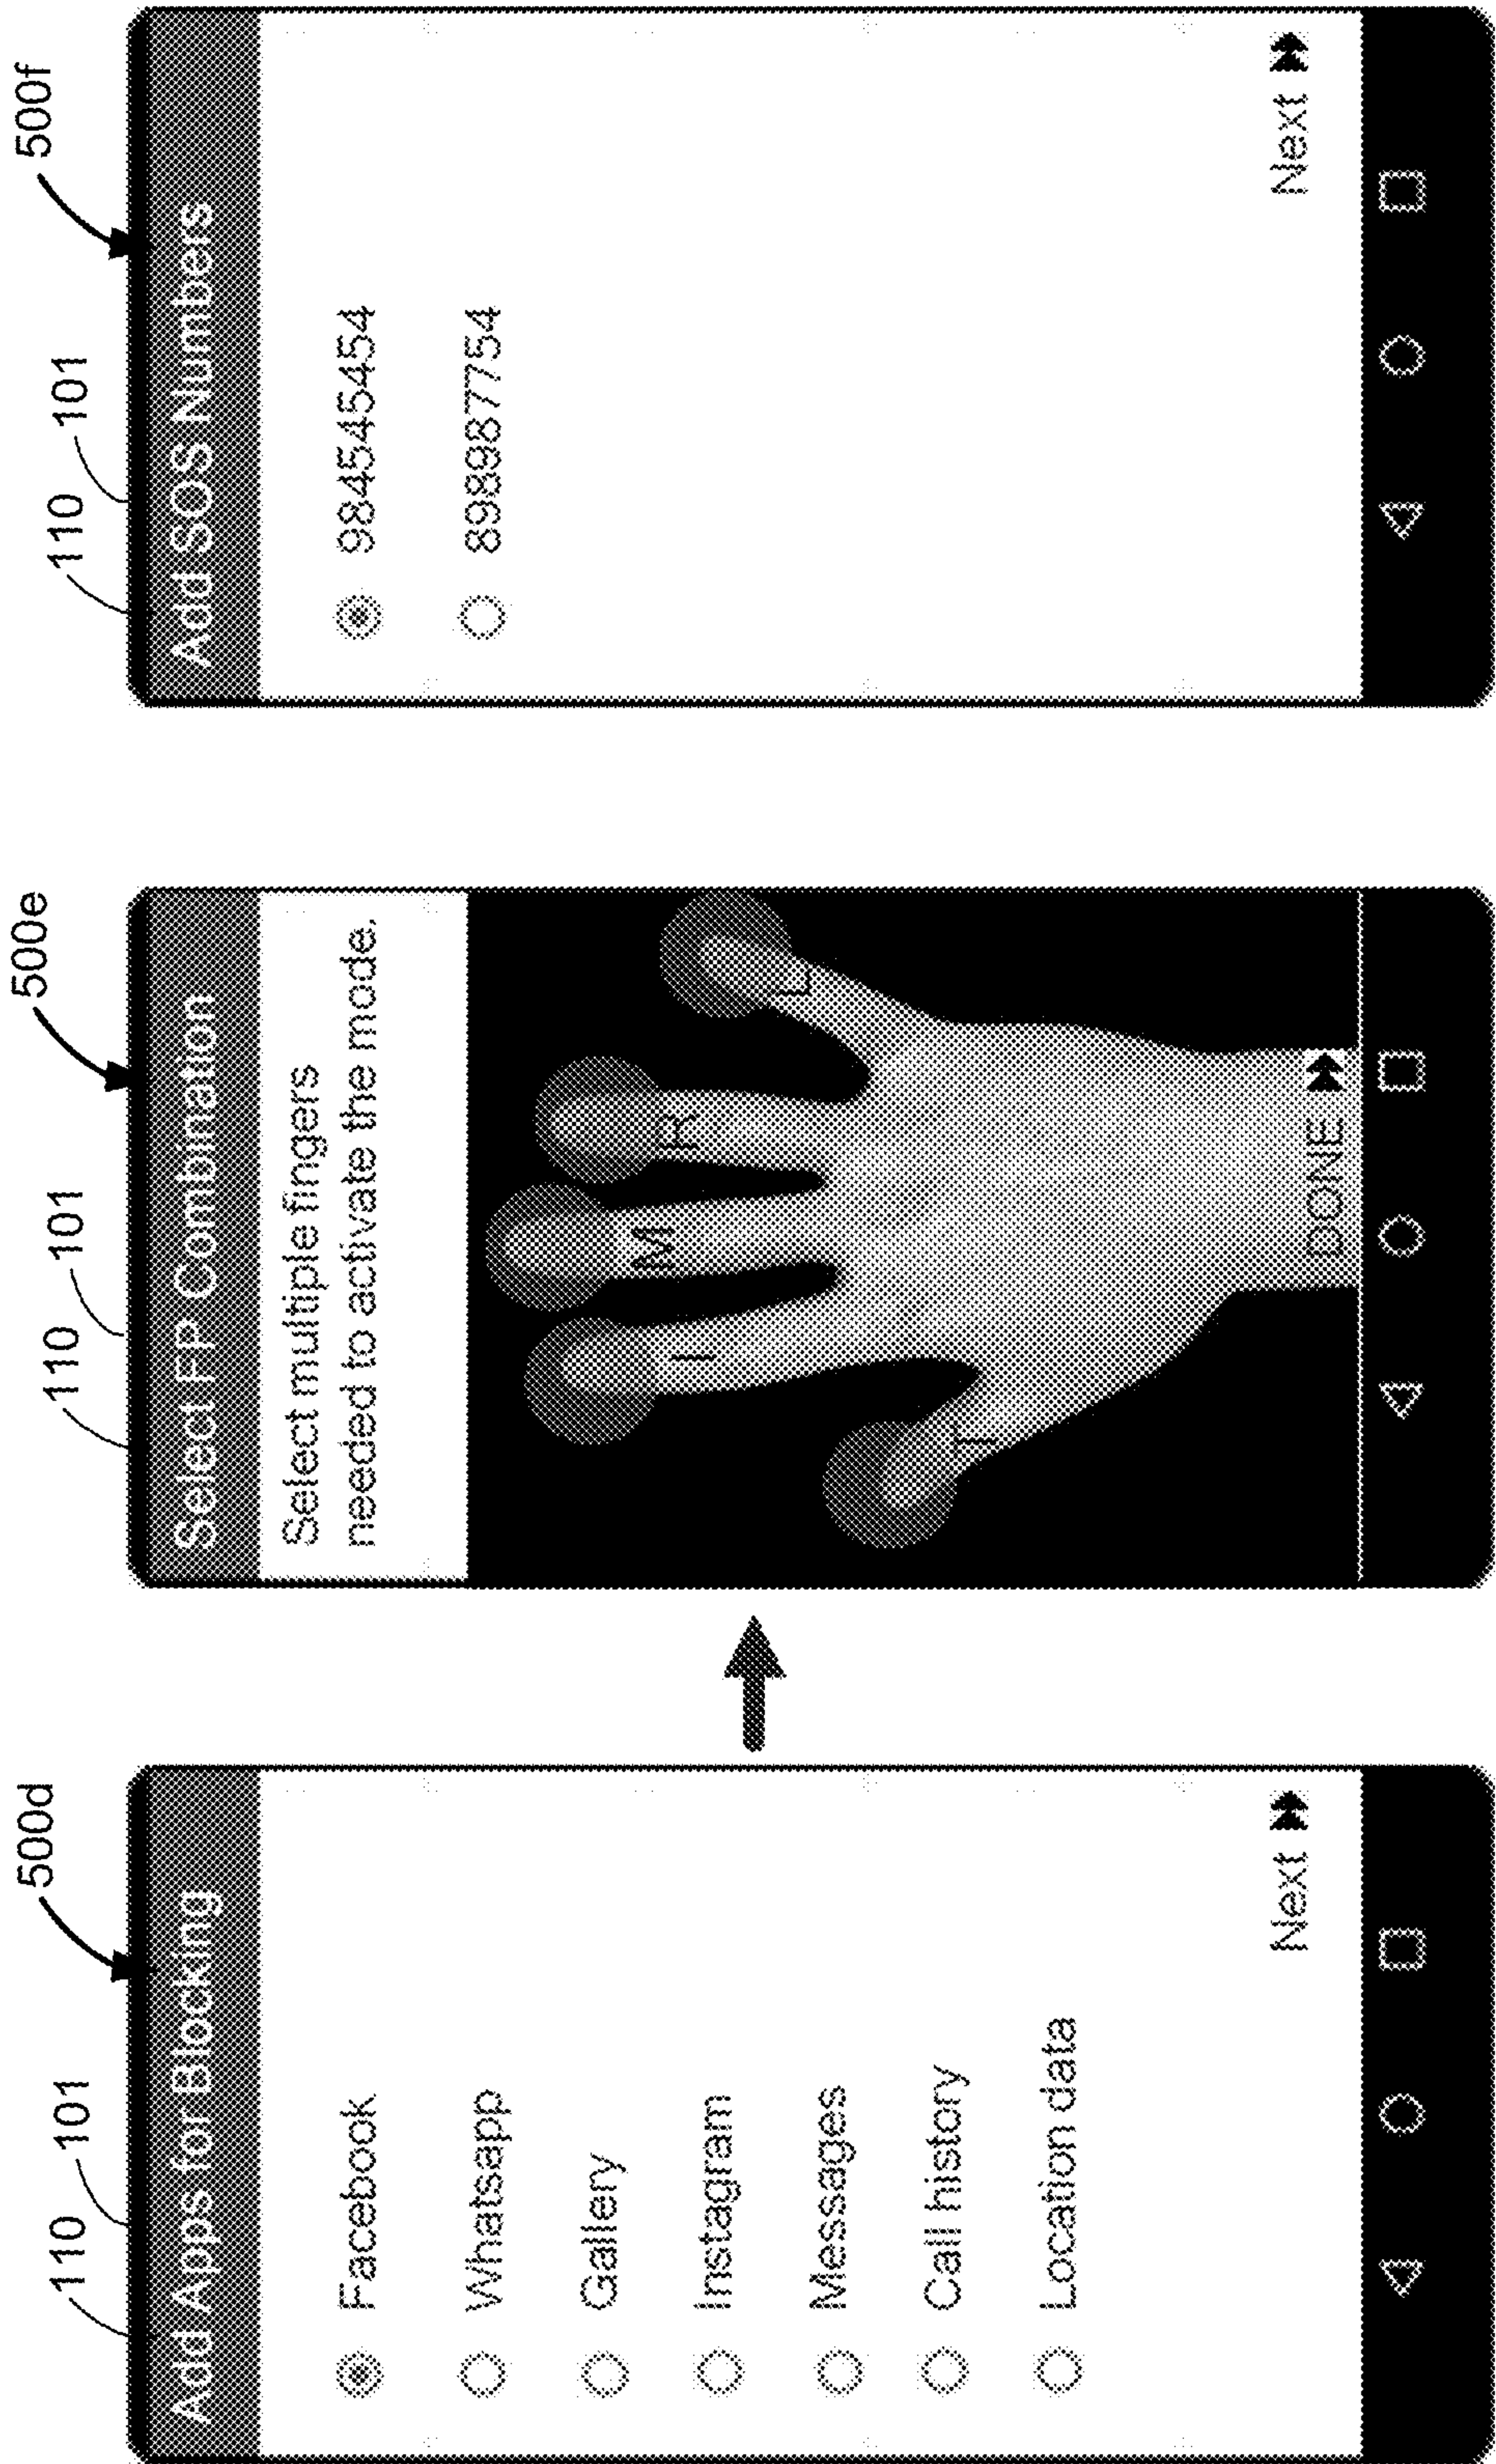 110
101
500d
Add Apps for Blocking
Facebook
Whatsapp
Gallery
Instagram
Messages
Call history
Location data
Next
110
101
500e
Select FP Combination
Select multiple fingers
needed to activate the mode.
T
I
M
R
L
DONE
110
101
500f
Add SOS Numbers
984545454
898987754
Next